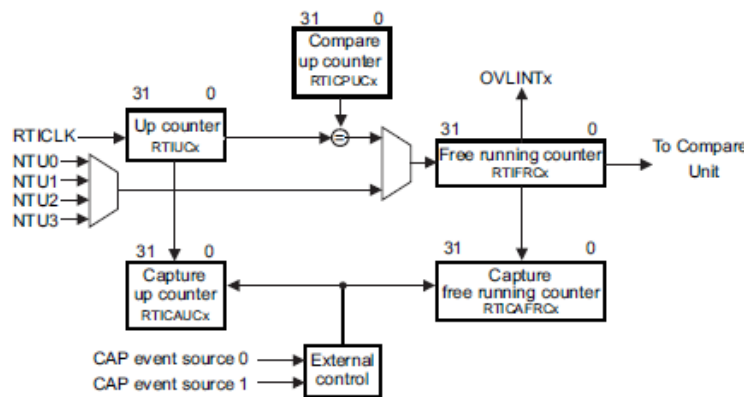 31 0
Compare
up counter
RTICPUCx
OVLINTx
31 0
RTICLK
Up counter
RTIUCx
=
31 0
Free running counter
RTIFRCx
To Compare
Unit
NTU0
NTU1
NTU2
NTU3
31 0
Capture
up counter
RTICAUCx
31 0
Capture
free running counter
RTICAFRCx
CAP event source 0
CAP event source 1
External
control